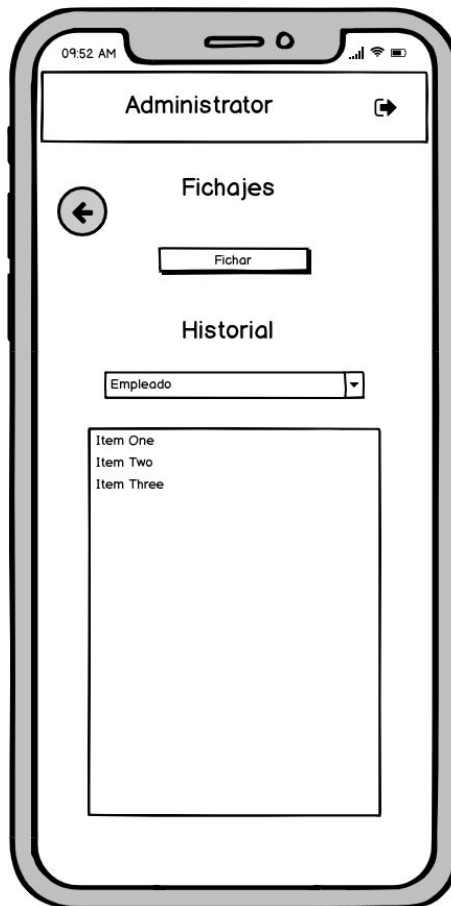 09:52 AM
Administrator
Fichajes
Fichar
Historial
Empleado
Item One
Item Two
Item Three